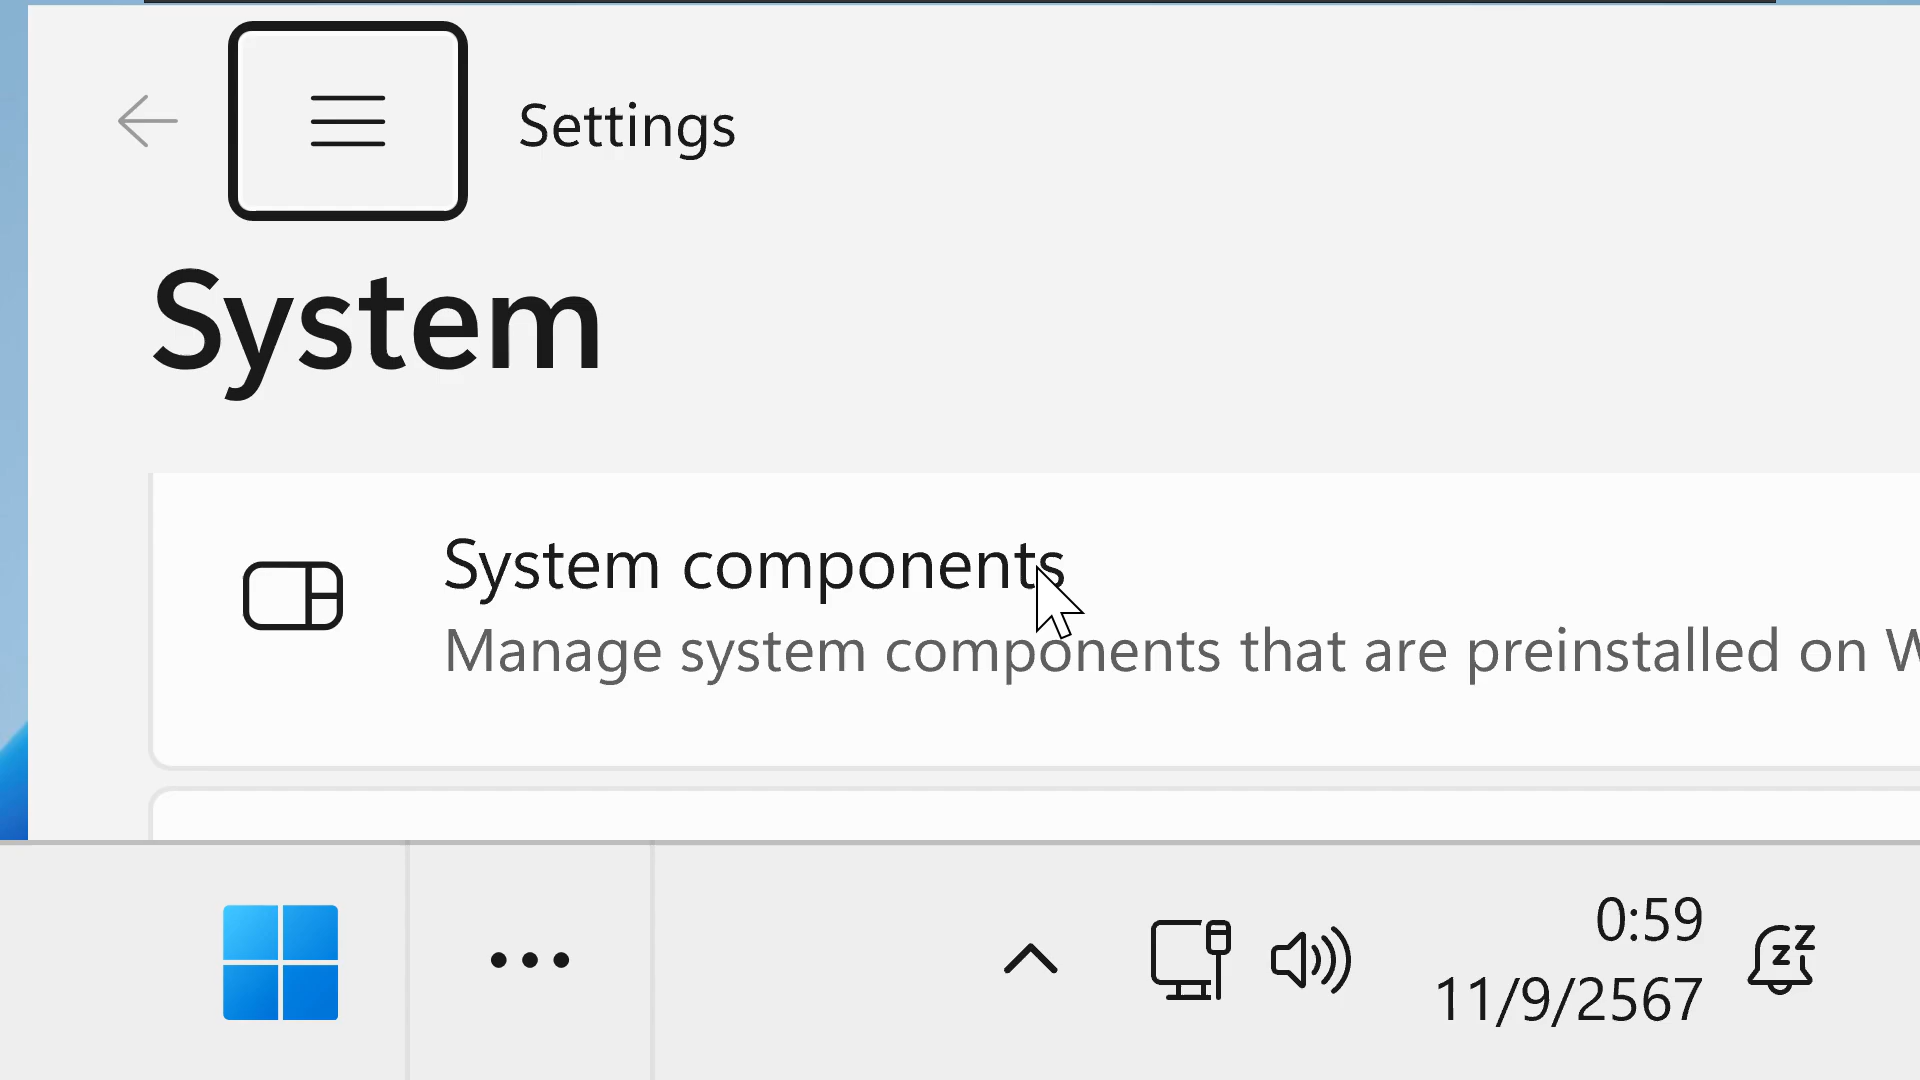 Settings
System
System components
Manage system components that are preinstalled on W
0:59
11/9/2567